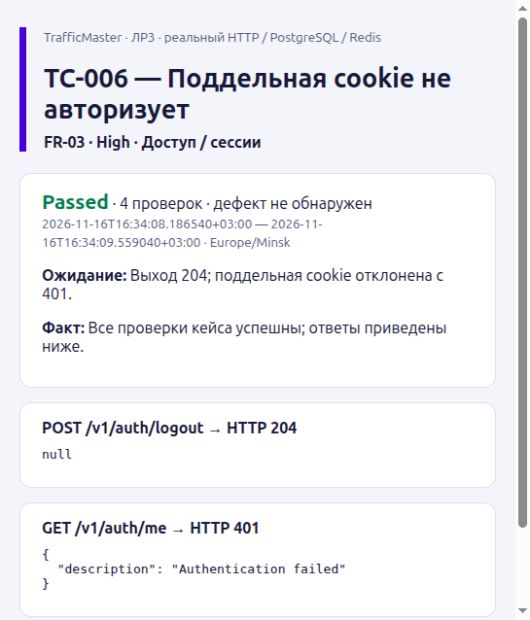 TrafficMaster · ЛР3 · реальный HTTP / PostgreSQL / Redis
TC-006 — Поддельная cookie не
авторизует
FR-03 · High · Доступ / сессии
Passed · 4 проверок · дефект не обнаружен
2026-11-16T16:34:08.186540+03:00 — 2026-11-
16T16:34:09.559040+03:00 · Europe/Minsk
Ожидание: Выход 204; поддельная cookie отклонена с
401.
Факт: Все проверки кейса успешны; ответы приведены
ниже.
POST /v1/auth/logout → HTTP 204
null
GET /v1/auth/me → HTTP 401
{
  "description": "Authentication failed"
}